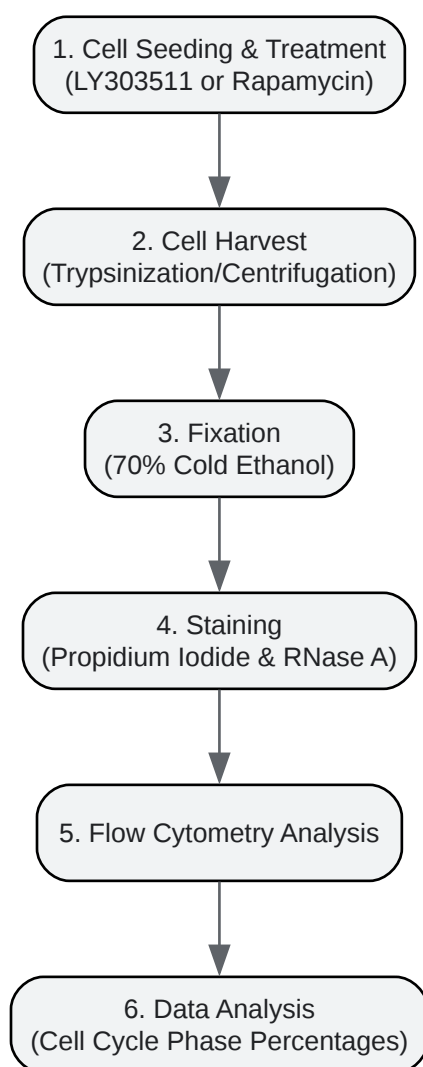 1. Cell Seeding & Treatment
(LY303511 or Rapamycin)
2. Cell Harvest
(Trypsinization/Centrifugation)
3. Fixation
(70% Cold Ethanol)
4. Staining
(Propidium Iodide & RNase A)
5. Flow Cytometry Analysis
6. Data Analysis
(Cell Cycle Phase Percentages)